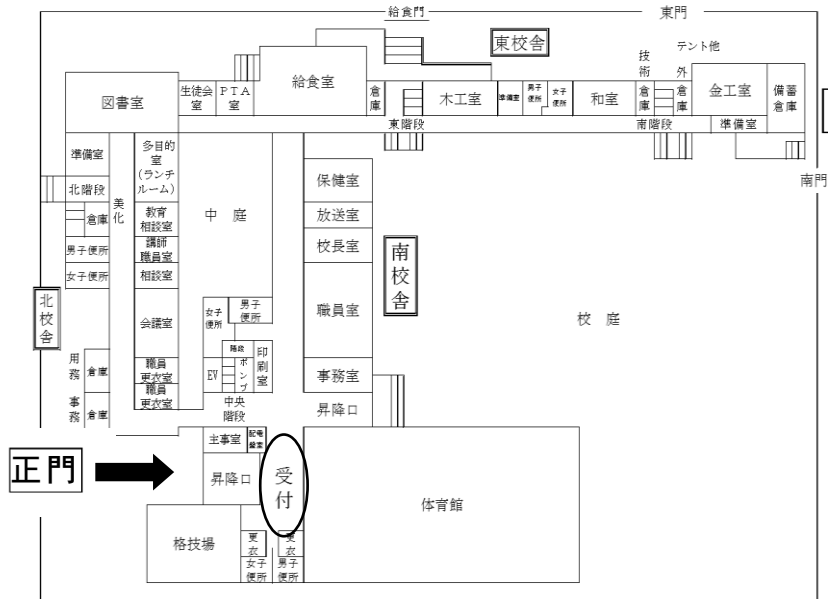 給食門
東門
東校舎
テント他
給食室
図書室
生徒会
室
ＰＴＡ
室
倉庫
木工室
準備室
男子
便所
女子
便所
和室
技術
倉庫
外
倉庫
金工室
備蓄
倉庫
準備室
東階段
南階段
南門
準備室
北階段
倉庫
男子便所
女子便所
北校舎
美化
多目的
室
(ランチ
ルーム)
教育
相談室
講師
職員室
相談室
会議室
職員
更衣室
職員
更衣室
用務
倉庫
事務
倉庫
中庭
女子
便所
男子
便所
階段
EV
ポンプ
印刷室
中央
階段
保健室
放送室
校長室
職員室
事務室
昇降口
南校舎
校庭
正門
主事室
配電
盤室
昇降口
受付
体育館
格技場
更衣
更衣
女子
便所
男子
便所